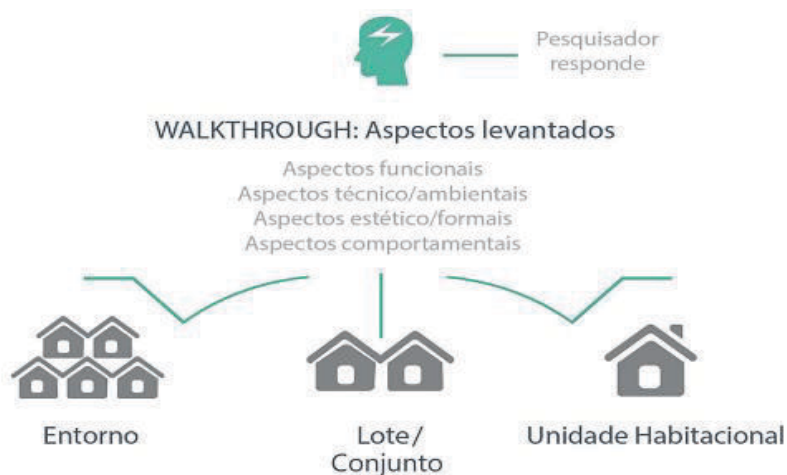 Pesquisador
responde
WALKTHROUGH: Aspectos levantados
Aspectos funcionais
Aspectos técnico/ambientais
Aspectos estético/formais
Aspectos comportamentais
Entorno
Lote/
Conjunto
Unidade Habitacional